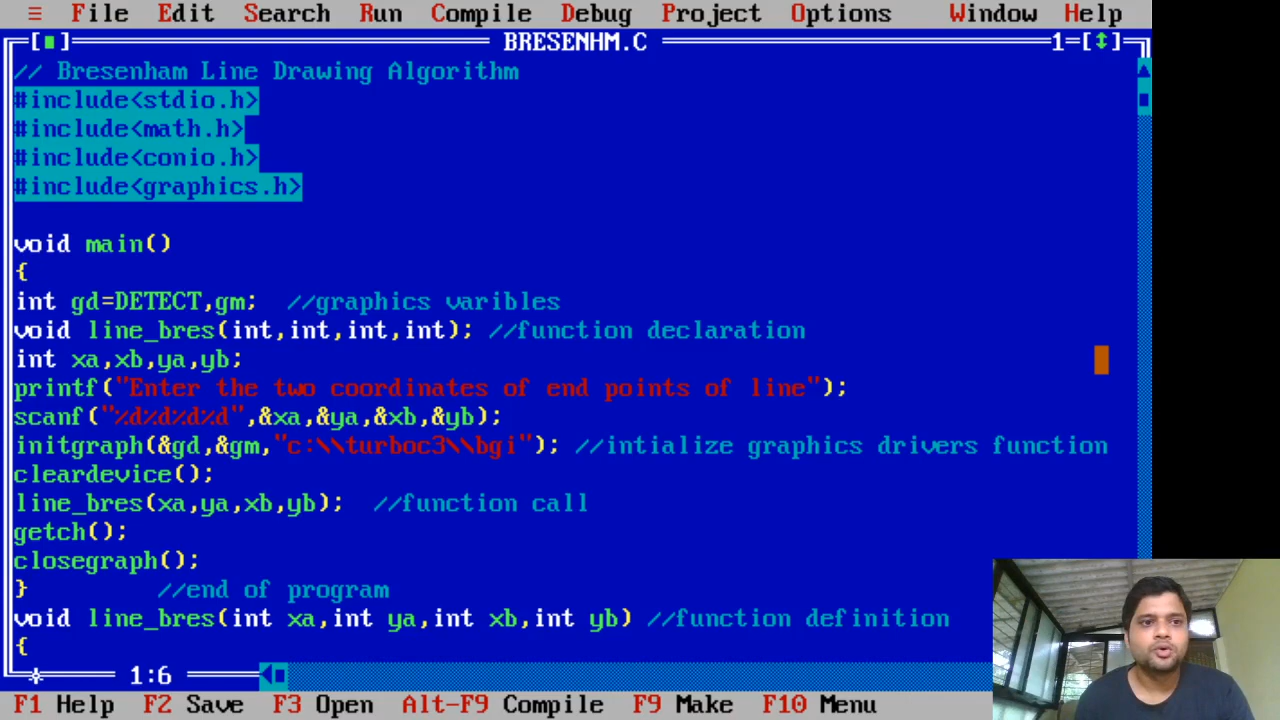 ≡ File Edit Search Run Compile Debug Project Options Window Help
[■] BRESENHM.C 1=[↕]
// Bresenham Line Drawing Algorithm
#include<stdio.h>
#include<math.h>
#include<conio.h>
#include<graphics.h>
void main()
{
int gd=DETECT,gm; //graphics varibles
void line_bres(int,int,int,int); //function declaration
int xa,xb,ya,yb;
printf("Enter the two coordinates of end points of line");
scanf("%d%d%d%d",&xa,&ya,&xb,&yb);
initgraph(&gd,&gm,"c:\\turboc3\\bgi"); //intialize graphics drivers function
cleardevice();
line_bres(xa,ya,xb,yb); //function call
getch();
closegraph();
} //end of program
void line_bres(int xa,int ya,int xb,int yb) //function definition
{
1:6
F1 Help F2 Save F3 Open Alt-F9 Compile F9 Make F10 Menu